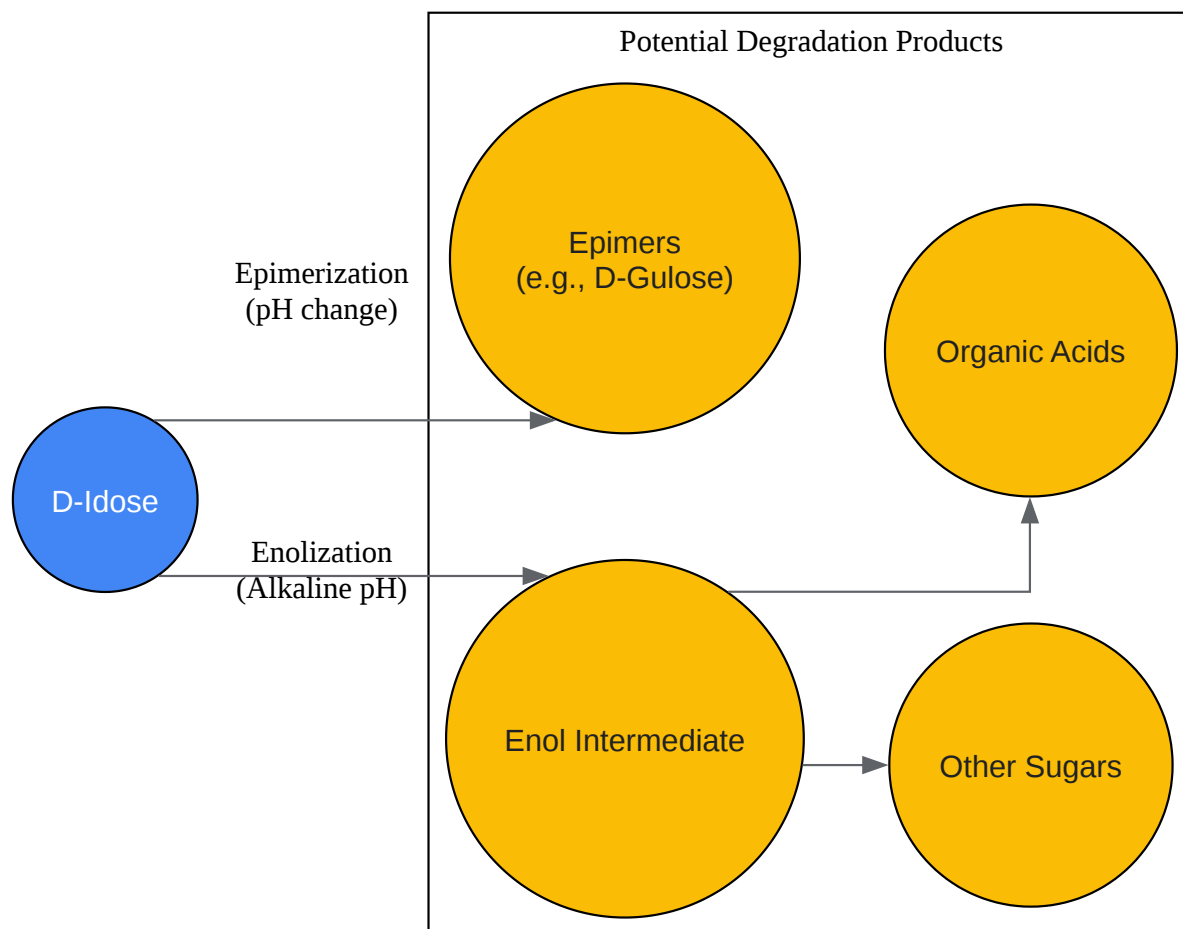 Potential Degradation Products
Epimers
(e.g., D-Gulose)
Epimerization
(pH change)
Organic Acids
D-Idose
Enolization
(Alkaline pH)
Enol Intermediate
Other Sugars